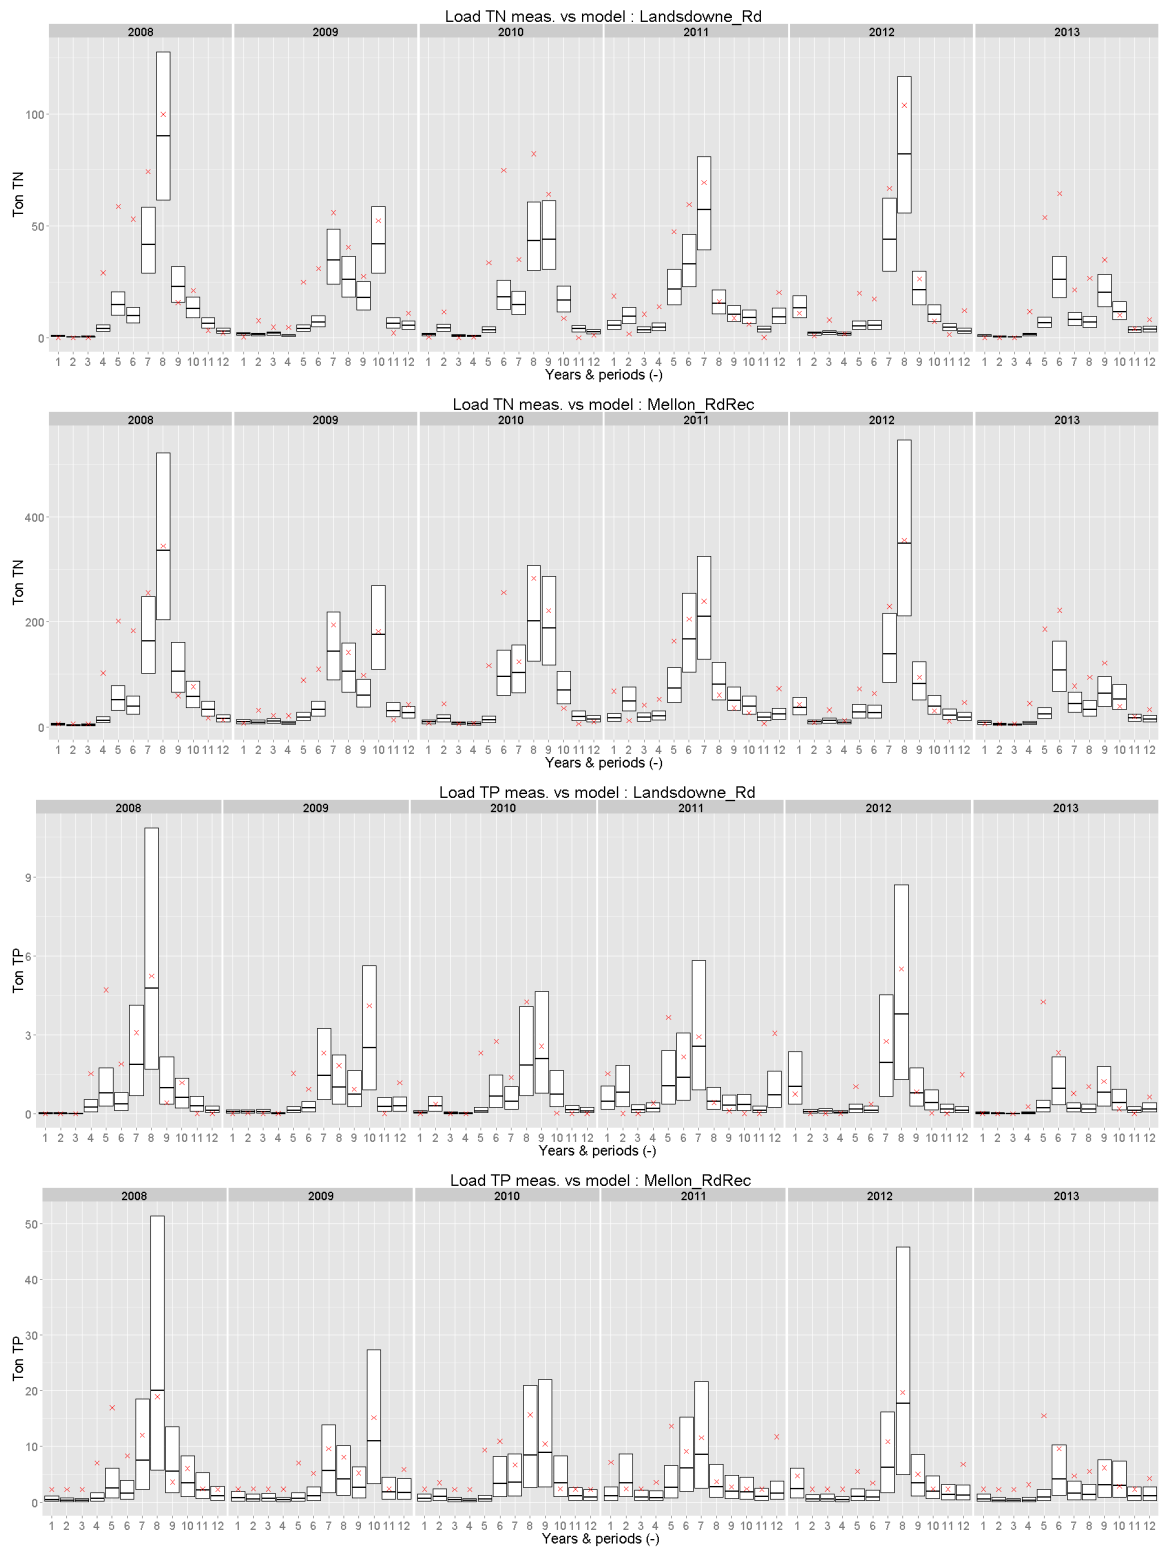 Load TN meas. vs model : Landsdowne_Rd
2008 2009 2010 2011 2012 2013
Ton TN
100
50
0
1 2 3 4 5 6 7 8 9 10 11 12 1 2 3 4 5 6 7 8 9 10 11 12 1 2 3 4 5 6 7 8 9 10 11 12 1 2 3 4 5 6 7 8 9 10 11 12 1 2 3 4 5 6 7 8 9 10 11 12 1 2 3 4 5 6 7 8 9 10 11 12
Years & periods (-)
Load TN meas. vs model : Mellon_RdRec
2008 2009 2010 2011 2012 2013
Ton TN
400
200
0
1 2 3 4 5 6 7 8 9 10 11 12 1 2 3 4 5 6 7 8 9 10 11 12 1 2 3 4 5 6 7 8 9 10 11 12 1 2 3 4 5 6 7 8 9 10 11 12 1 2 3 4 5 6 7 8 9 10 11 12 1 2 3 4 5 6 7 8 9 10 11 12
Years & periods (-)
Load TP meas. vs model : Landsdowne_Rd
2008 2009 2010 2011 2012 2013
Ton TP
9
6
3
0
1 2 3 4 5 6 7 8 9 10 11 12 1 2 3 4 5 6 7 8 9 10 11 12 1 2 3 4 5 6 7 8 9 10 11 12 1 2 3 4 5 6 7 8 9 10 11 12 1 2 3 4 5 6 7 8 9 10 11 12 1 2 3 4 5 6 7 8 9 10 11 12
Years & periods (-)
Load TP meas. vs model : Mellon_RdRec
2008 2009 2010 2011 2012 2013
Ton TP
50
40
30
20
10
0
1 2 3 4 5 6 7 8 9 10 11 12 1 2 3 4 5 6 7 8 9 10 11 12 1 2 3 4 5 6 7 8 9 10 11 12 1 2 3 4 5 6 7 8 9 10 11 12 1 2 3 4 5 6 7 8 9 10 11 12 1 2 3 4 5 6 7 8 9 10 11 12
Years & periods (-)